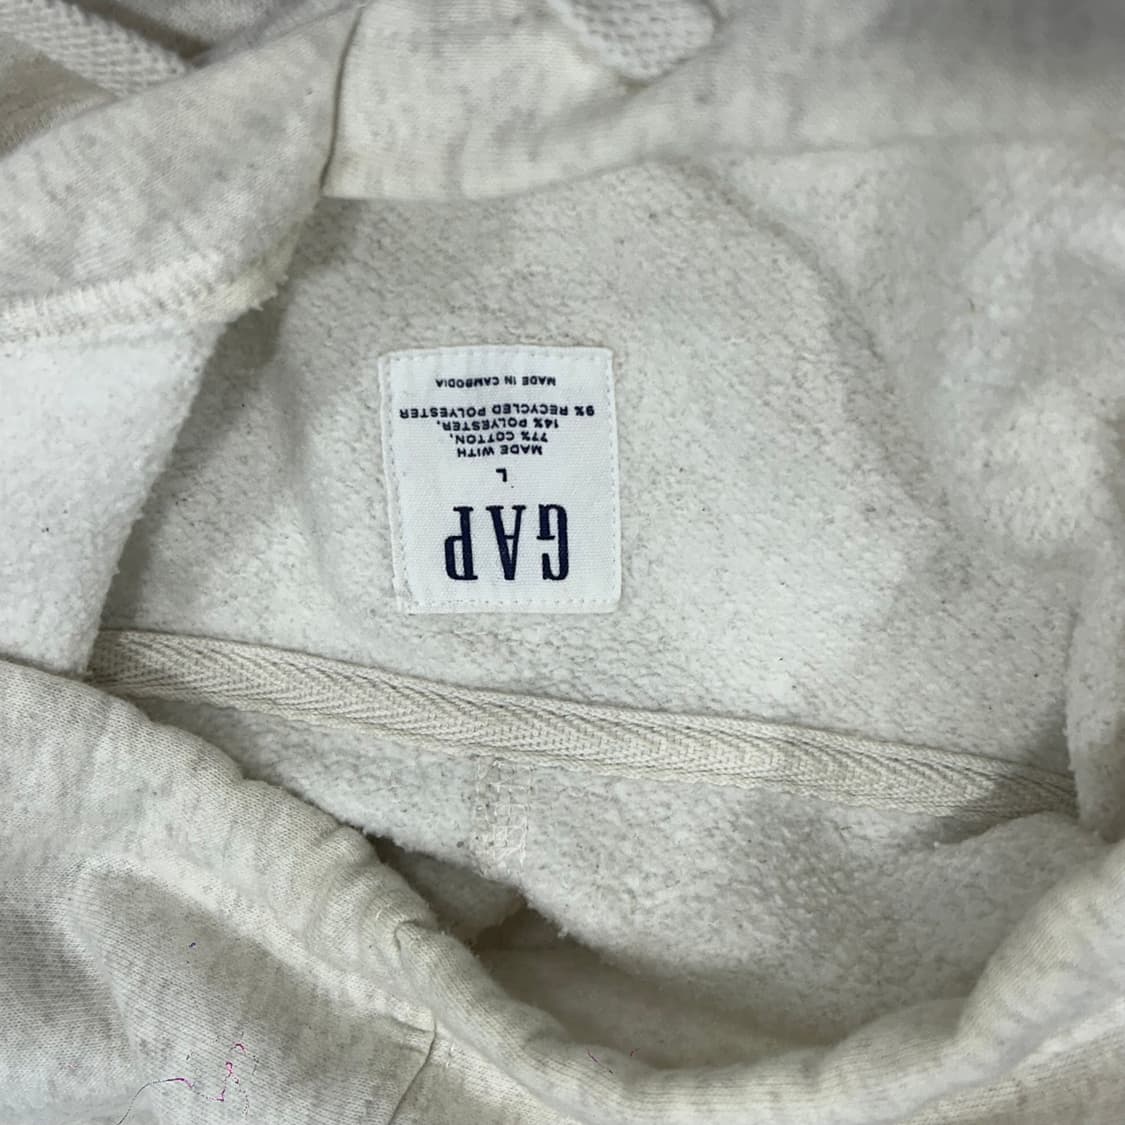 GAP
L
MADE WITH
77% COTTON,
14% POLYESTER,
9% RECYCLED POLYESTER
MADE IN CAMBODIA